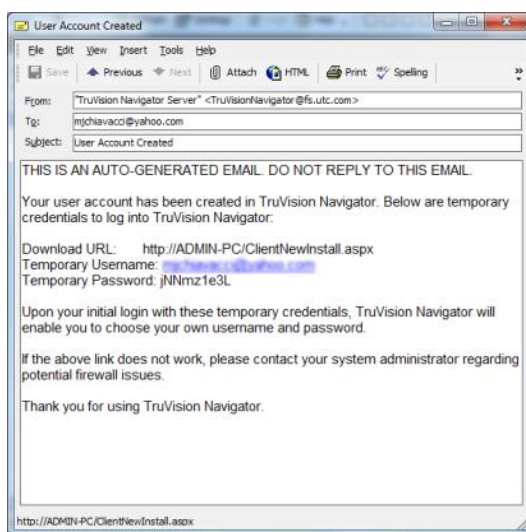 User Account Created
File Edit View Insert Tools Help
Save Previous Next Attach HTML Print Spelling
From: "TruVision Navigator Server" <TruVisionNavigator@fs.utc.com>
To: mjchiavacci@yahoo.com
Subject: User Account Created
THIS IS AN AUTO-GENERATED EMAIL. DO NOT REPLY TO THIS EMAIL.
Your user account has been created in TruVision Navigator. Below are temporary
credentials to log into TruVision Navigator:
Download URL: http://ADMIN-PC/ClientNewInstall.aspx
Temporary Username: mjchiavacci@yahoo.com
Temporary Password: jNNmz1e3L
Upon your initial login with these temporary credentials, TruVision Navigator will
enable you to choose your own username and password.
If the above link does not work, please contact your system administrator regarding
potential firewall issues.
Thank you for using TruVision Navigator.
http://ADMIN-PC/ClientNewInstall.aspx